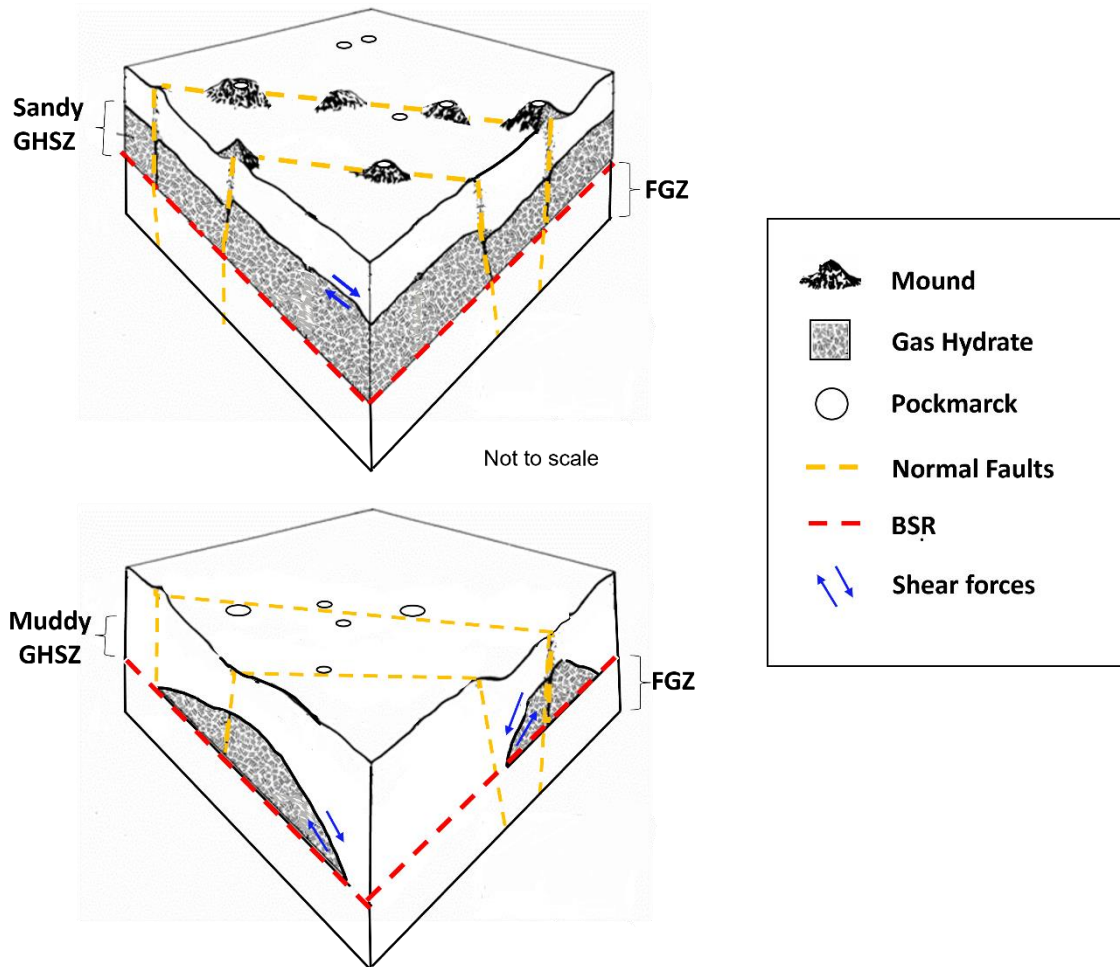 Sandy
GHSZ
FGZ
Not to scale
Muddy
GHSZ
FGZ
Mound
Gas Hydrate
Pockmarck
Normal Faults
BSR
Shear forces